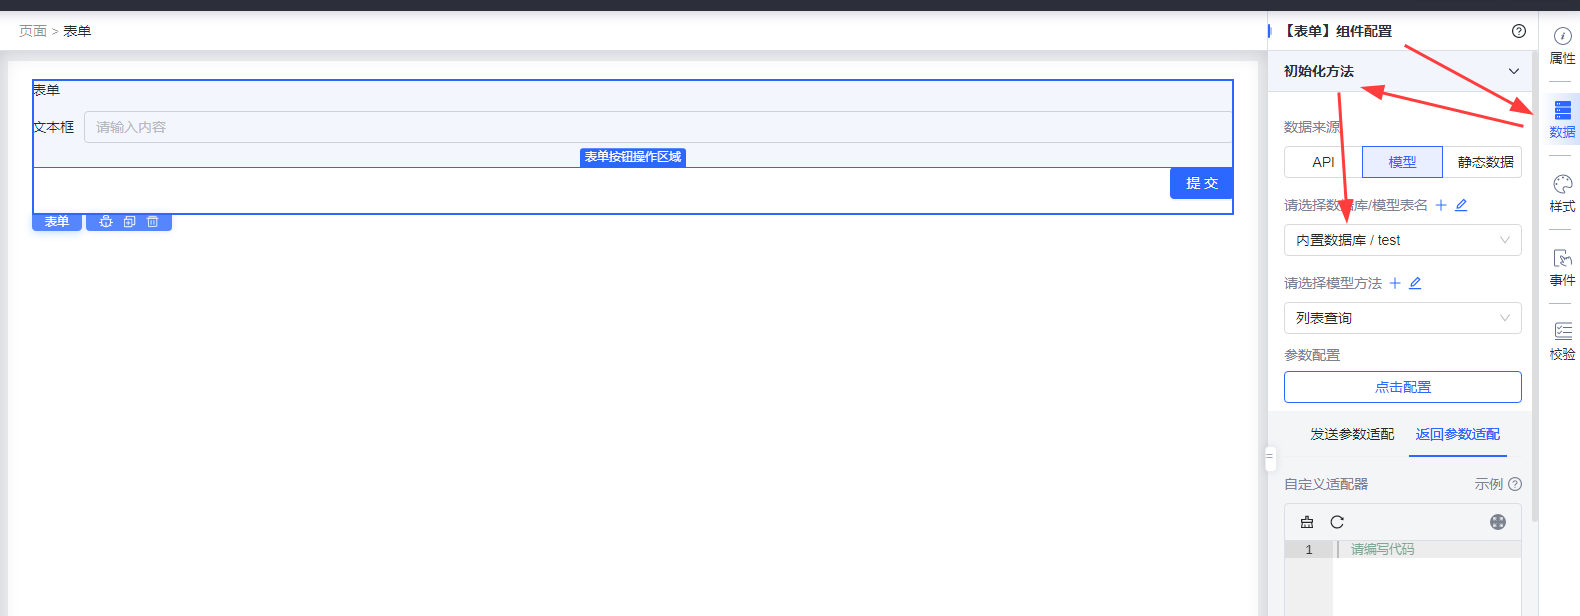 页面 > 表单
表单
文本框 请输入内容
表单按钮操作区域
提 交
表单
【表单】组件配置
初始化方法
数据来源
API 模型 静态数据
请选择数据库/模型表名
内置数据库 / test
请选择模型方法
列表查询
参数配置
点击配置
发送参数适配 返回参数适配
自定义适配器 示例
1 请编写代码
属性
数据
样式
事件
校验